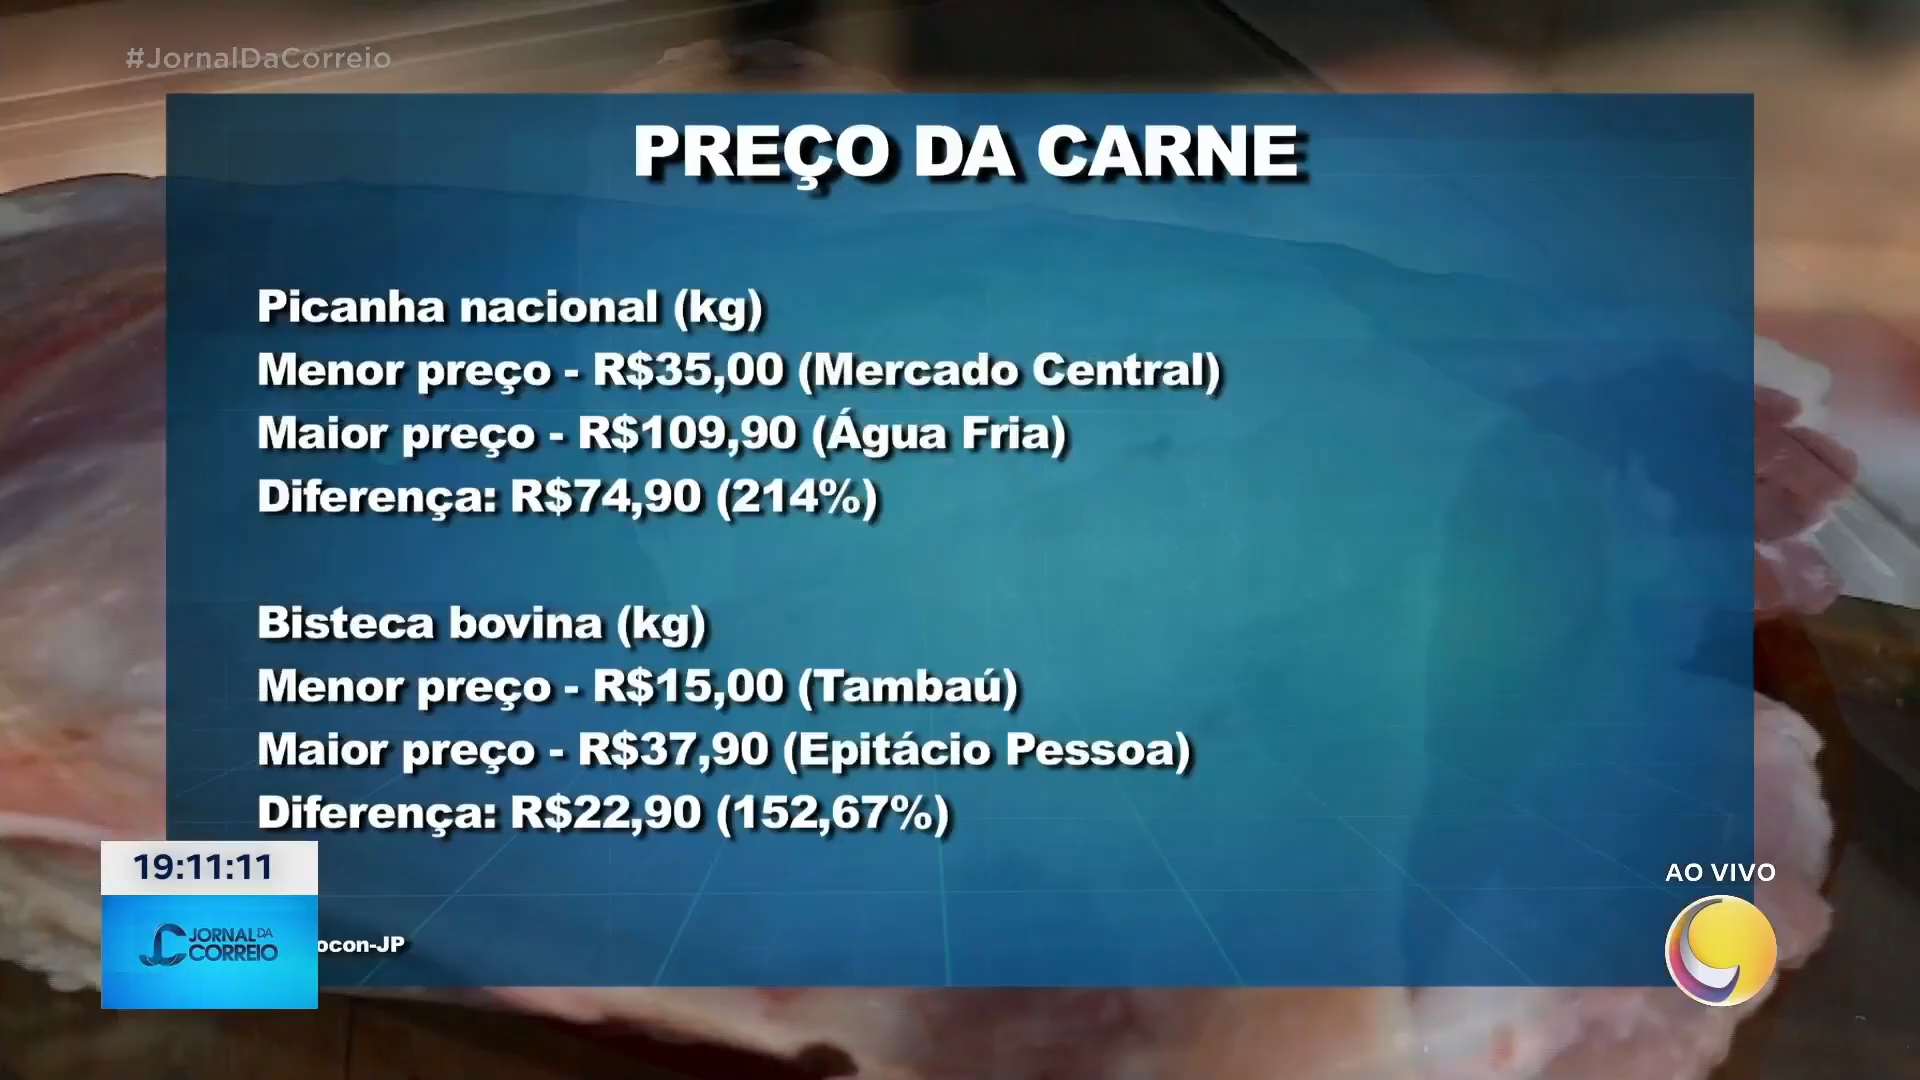 #JornalDaCorreio
PREÇO DA CARNE
Picanha nacional (kg)
Menor preço - R$35,00 (Mercado Central)
Maior preço - R$109,90 (Água Fria)
Diferença: R$74,90 (214%)
Bisteca bovina (kg)
Menor preço - R$15,00 (Tambaú)
Maior preço - R$37,90 (Epitácio Pessoa)
Diferença: R$22,90 (152,67%)
19:11:11
AO VIVO
JORNAL DA
CORREIO
ocon-JP